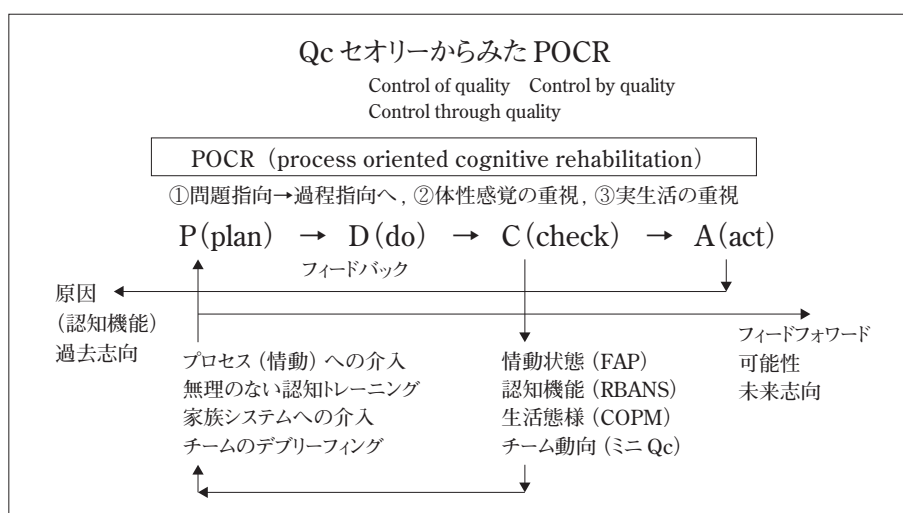 Qc セオリーからみた POCR
Control of quality Control by quality
Control through quality
POCR (process oriented cognitive rehabilitation)
①問題指向→過程指向へ, ②体性感覚の重視, ③実生活の重視
P (plan) → D (do) → C (check) → A (act)
フィードバック
原因
(認知機能)
過去志向
フィードフォワード
可能性
未来志向
プロセス (情動) への介入
無理のない認知トレーニング
家族システムへの介入
チームのデブリーフィング
情動状態 (FAP)
認知機能 (RBANS)
生活態様 (COPM)
チーム動向 (ミニ Qc)